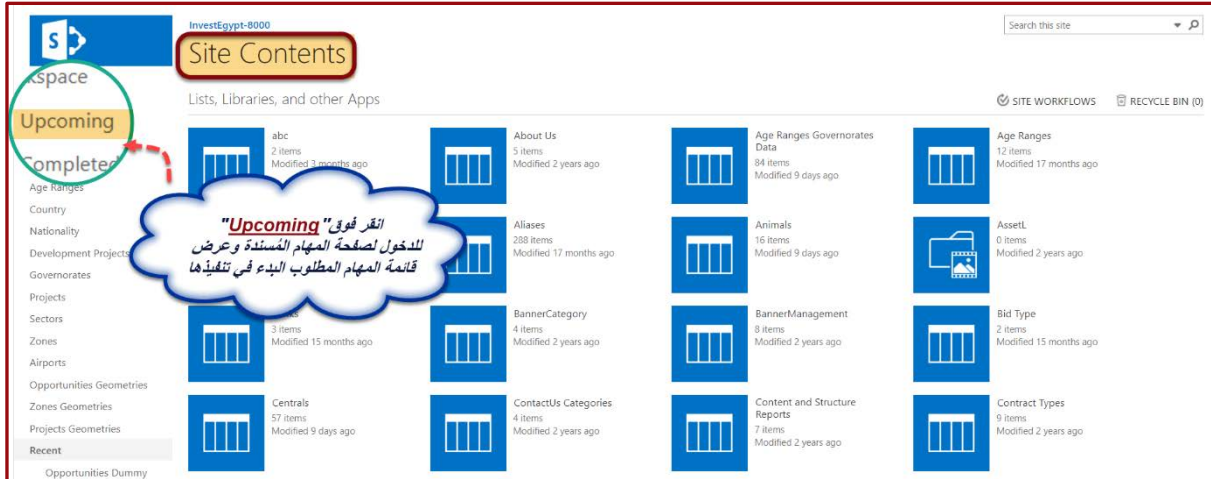 InvestEgypt-8000
Site Contents
Search this site
kspace
Upcoming
Completed
Age Ranges
Country
Nationality
Development Projects
Governorates
Projects
Sectors
Zones
Airports
Opportunities Geometries
Zones Geometries
Projects Geometries
Recent
Opportunities Dummy
Lists, Libraries, and other Apps
SITE WORKFLOWS
RECYCLE BIN (0)
abc
2 items
Modified 3 months ago
About Us
5 items
Modified 2 years ago
Age Ranges Governorates
Data
84 items
Modified 9 days ago
Age Ranges
12 items
Modified 17 months ago
انقر فوق "Upcoming"
للدخول لصفحة المهام المُسندة وعرض
قائمة المهام المطلوب البدء في تنفيذها
Aliases
288 items
Modified 17 months ago
Animals
16 items
Modified 9 days ago
AssetL
0 items
Modified 2 years ago
3 items
Modified 15 months ago
BannerCategory
4 items
Modified 2 years ago
BannerManagement
8 items
Modified 2 years ago
Bid Type
2 items
Modified 15 months ago
Centrals
57 items
Modified 9 days ago
ContactUs Categories
4 items
Modified 2 years ago
Content and Structure
Reports
7 items
Modified 2 years ago
Contract Types
9 items
Modified 2 years ago